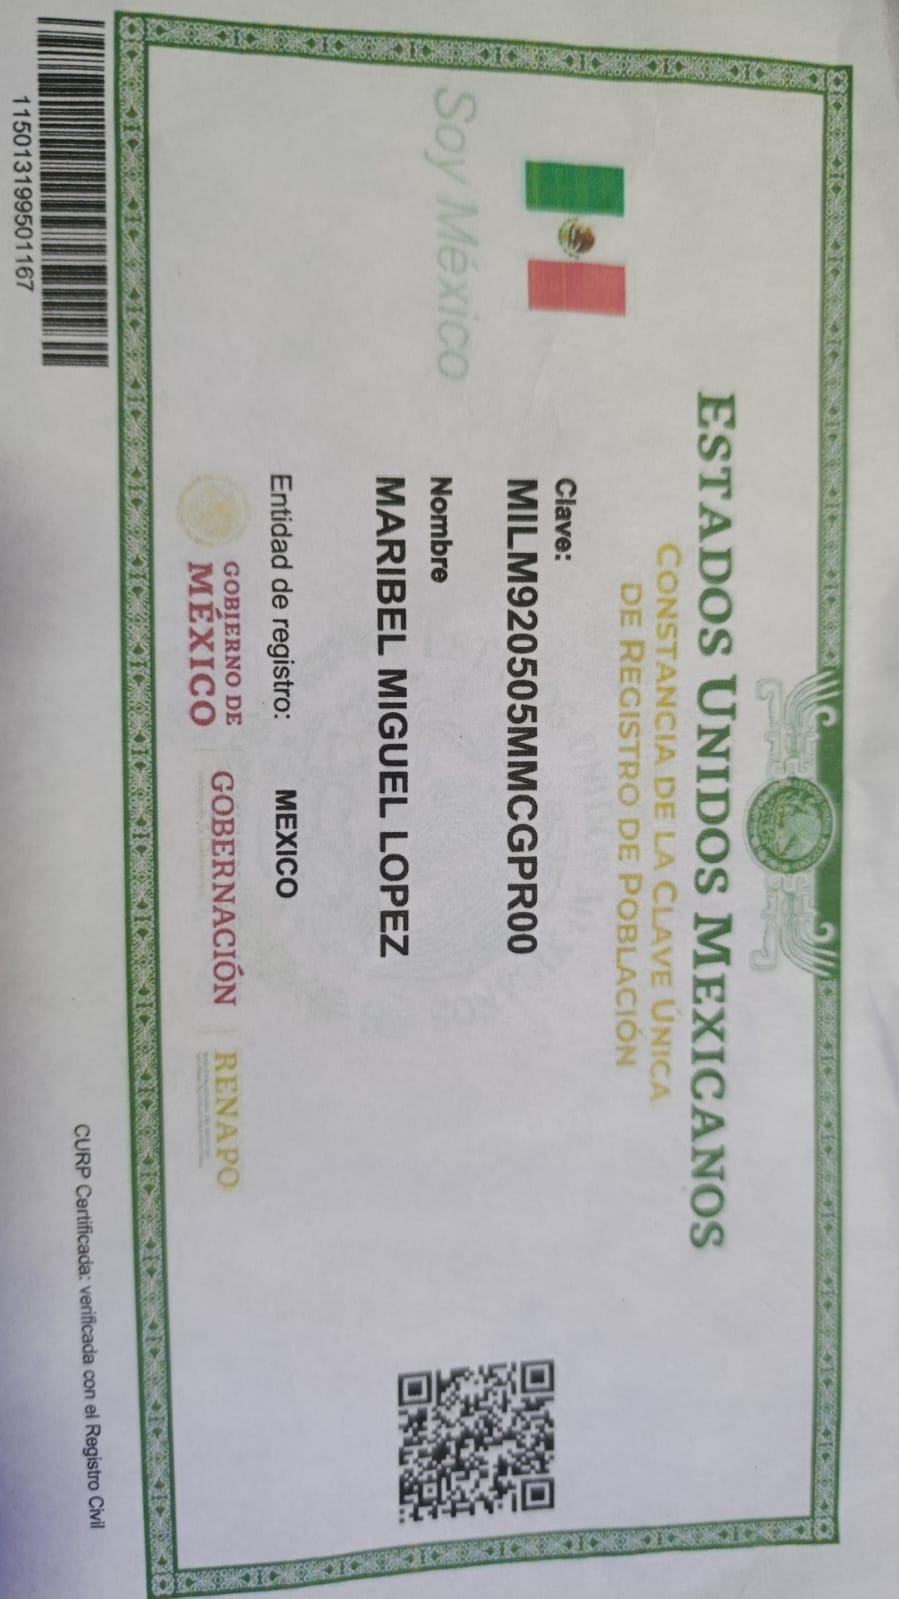 ESTADOS UNIDOS MEXICANOS
CONSTANCIA DE LA CLAVE ÚNICA
DE REGISTRO DE POBLACIÓN
Soy México
Clave:
MILM920505MMCGPR00
Nombre
MARIBEL MIGUEL LOPEZ
Entidad de registro: MEXICO
GOBIERNO DE
MÉXICO
GOBERNACIÓN
RENAPO
115013199501167
CURP Certificada: verificada con el Registro Civil